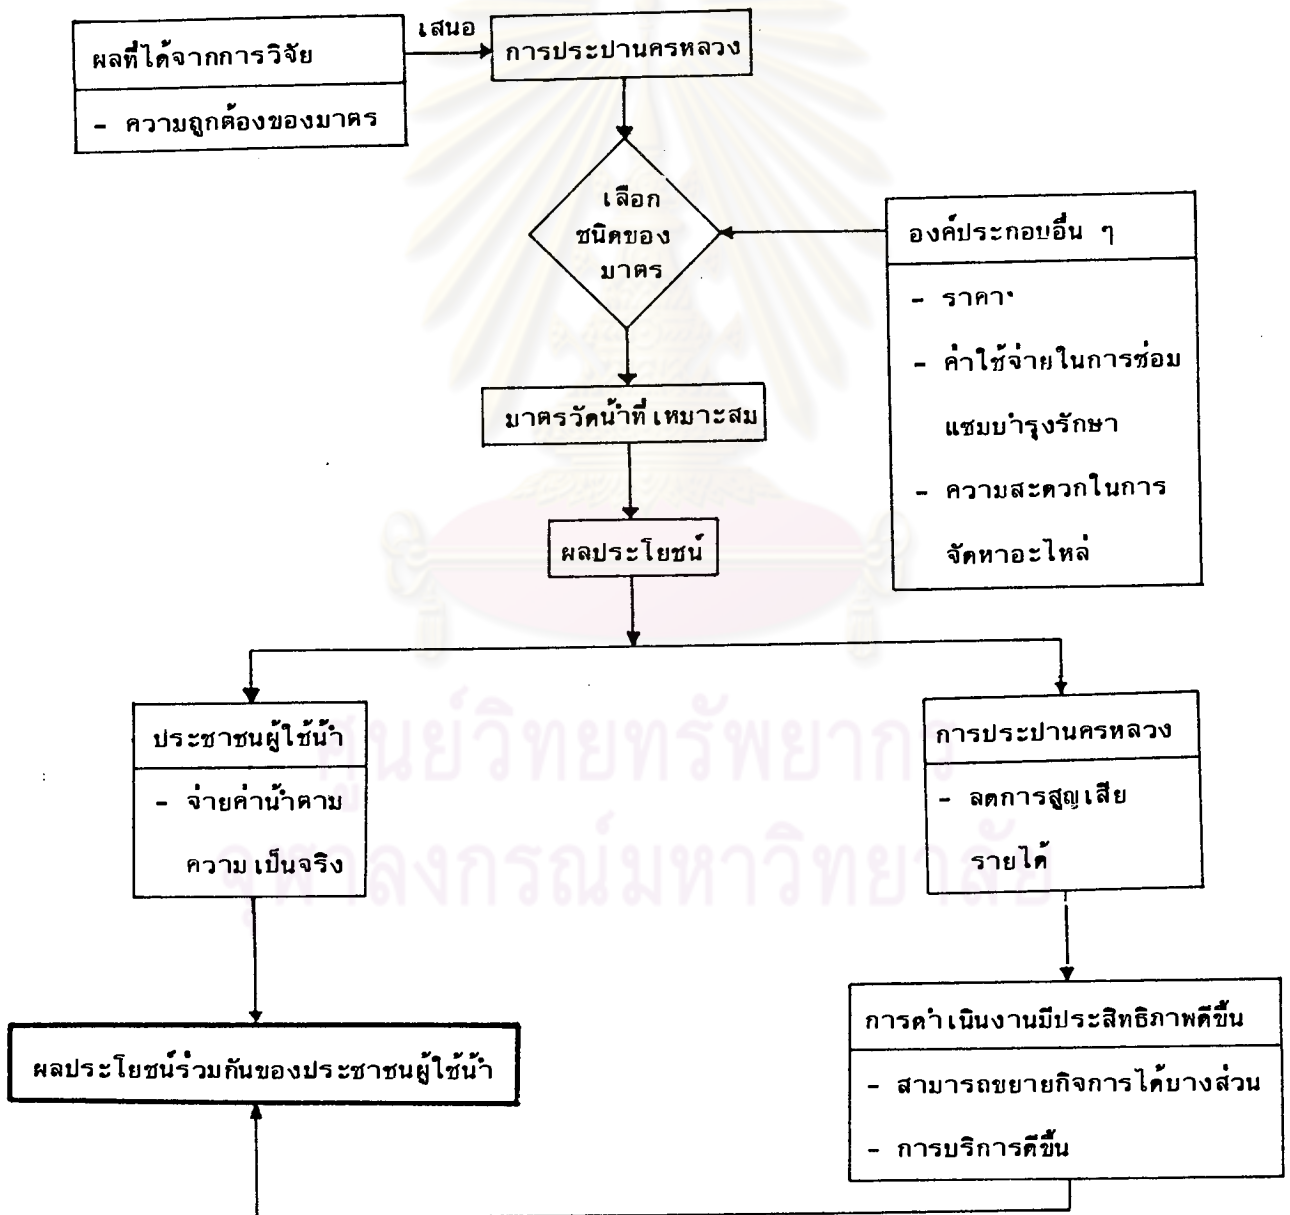 ผลที่ได้จากการวิจัย
- ความถูกต้องของมาตร
เสนอ
การประปานครหลวง
เลือก
ชนิดของ
มาตร
องค์ประกอบอื่น ๆ
- ราคา
- ค่าใช้จ่ายในการซ่อม
แซมบำรุงรักษา
- ความสะดวกในการ
จัดหาอะไหล่
มาตรวัดน้ำที่เหมาะสม
ผลประโยชน์
ประชาชนผู้ใช้น้ำ
- จ่ายค่าน้ำตาม
ความเป็นจริง
การประปานครหลวง
- ลดการสูญเสีย
รายได้
ศูนย์วิทยทรัพยากร
จุฬาลงกรณ์มหาวิทยาลัย
การดำเนินงานมีประสิทธิภาพดีขึ้น
- สามารถขยายกิจการได้บางส่วน
- การบริการดีขึ้น
ผลประโยชน์ร่วมกันของประชาชนผู้ใช้น้ำ